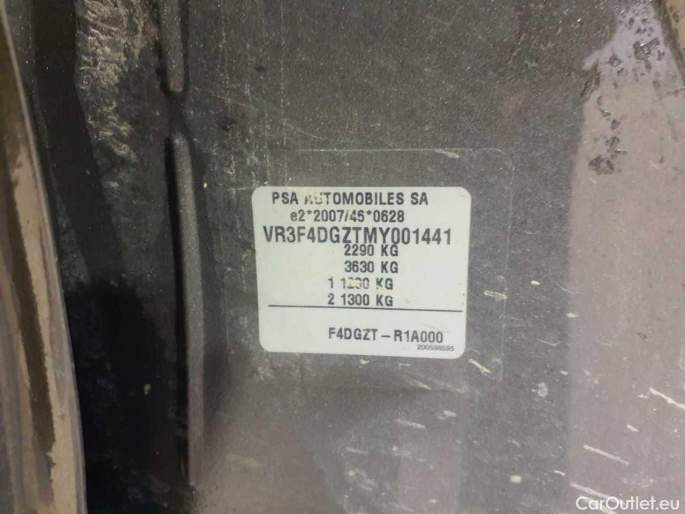 PSA AUTOMOBILES SA
e2*2007/46*0628
VR3F4DGZTMY001441
2290 KG
3630 KG
1 1200 KG
2 1300 KG
F4DGZT-R1A000
CarOutlet.eu